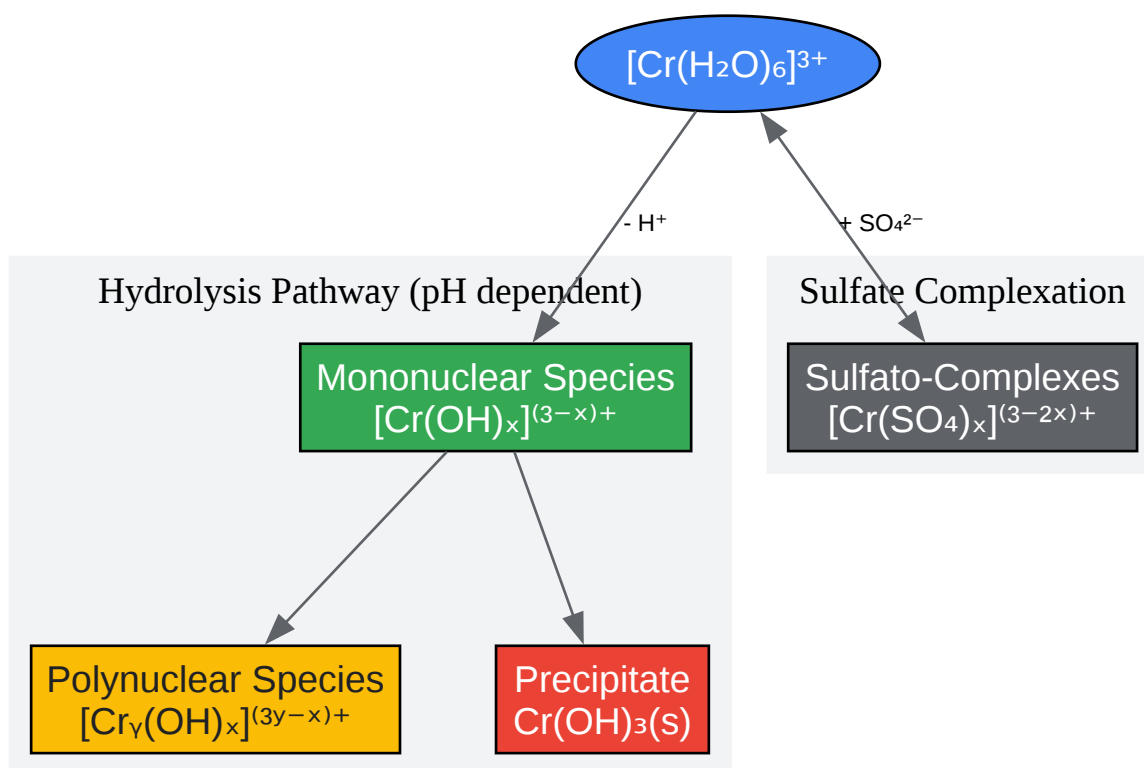 [Cr(H₂O)₆]³⁺
- H⁺
+ SO₄²⁻
Hydrolysis Pathway (pH dependent)
Sulfate Complexation
Mononuclear Species
[Cr(OH)ₓ]⁽³⁻ˣ⁾⁺
Sulfato-Complexes
[Cr(SO₄)ₓ]⁽³⁻²ˣ⁾⁺
Polynuclear Species
[Crᵧ(OH)ₓ]⁽³ʸ⁻ˣ⁾⁺
Precipitate
Cr(OH)₃(s)